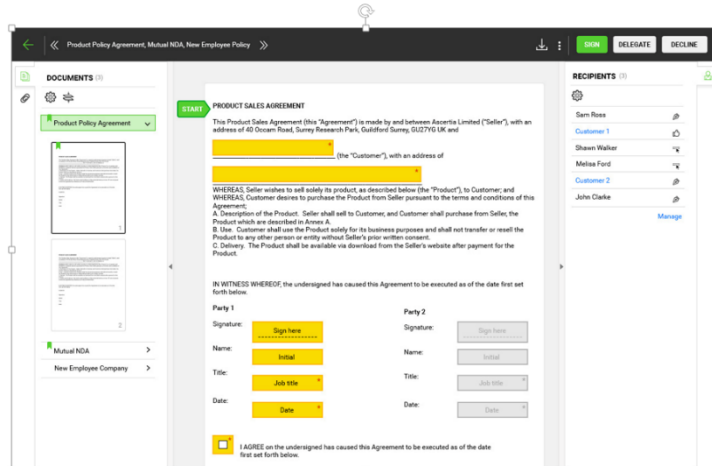 Product Policy Agreement, Mutual NDA, New Employee Policy
SIGN
DELEGATE
DECLINE
DOCUMENTS (3)
Product Policy Agreement
1
2
Mutual NDA
New Employee Company
START
PRODUCT SALES AGREEMENT
This Product Sales Agreement (this "Agreement") is made by and between Ascertia Limited ("Seller"), with an
address of 40 Occam Road, Surrey Research Park, Guildford Surrey, GU27YG UK and
(the "Customer"), with an address of
WHEREAS, Seller wishes to sell solely its product, as described below (the "Product"), to Customer; and
WHEREAS, Customer desires to purchase the Product from Seller pursuant to the terms and conditions of this
Agreement;
A. Description of the Product. Seller shall sell to Customer, and Customer shall purchase from Seller, the
Product which are described in Annex A.
B. Use. Customer shall use the Product solely for its business purposes and shall not transfer or resell the
Product to any other person or entity without Seller's prior written consent.
C. Delivery. The Product shall be available via download from the Seller's website after payment for the
Product.
IN WITNESS WHEREOF, the undersigned has caused this Agreement to be executed as of the date first set
forth below.
Party 1
Signature: Sign here
Name: Initial
Title: Job title *
Date: Date *
Party 2
Signature: Sign here
Name: Initial
Title: Job title *
Date: Date *
I AGREE on the undersigned has caused this Agreement to be executed as of the date
first set forth below.
RECIPIENTS (3)
Sam Ross
Customer 1
Shawn Walker
Melisa Ford
Customer 2
John Clarke
Manage